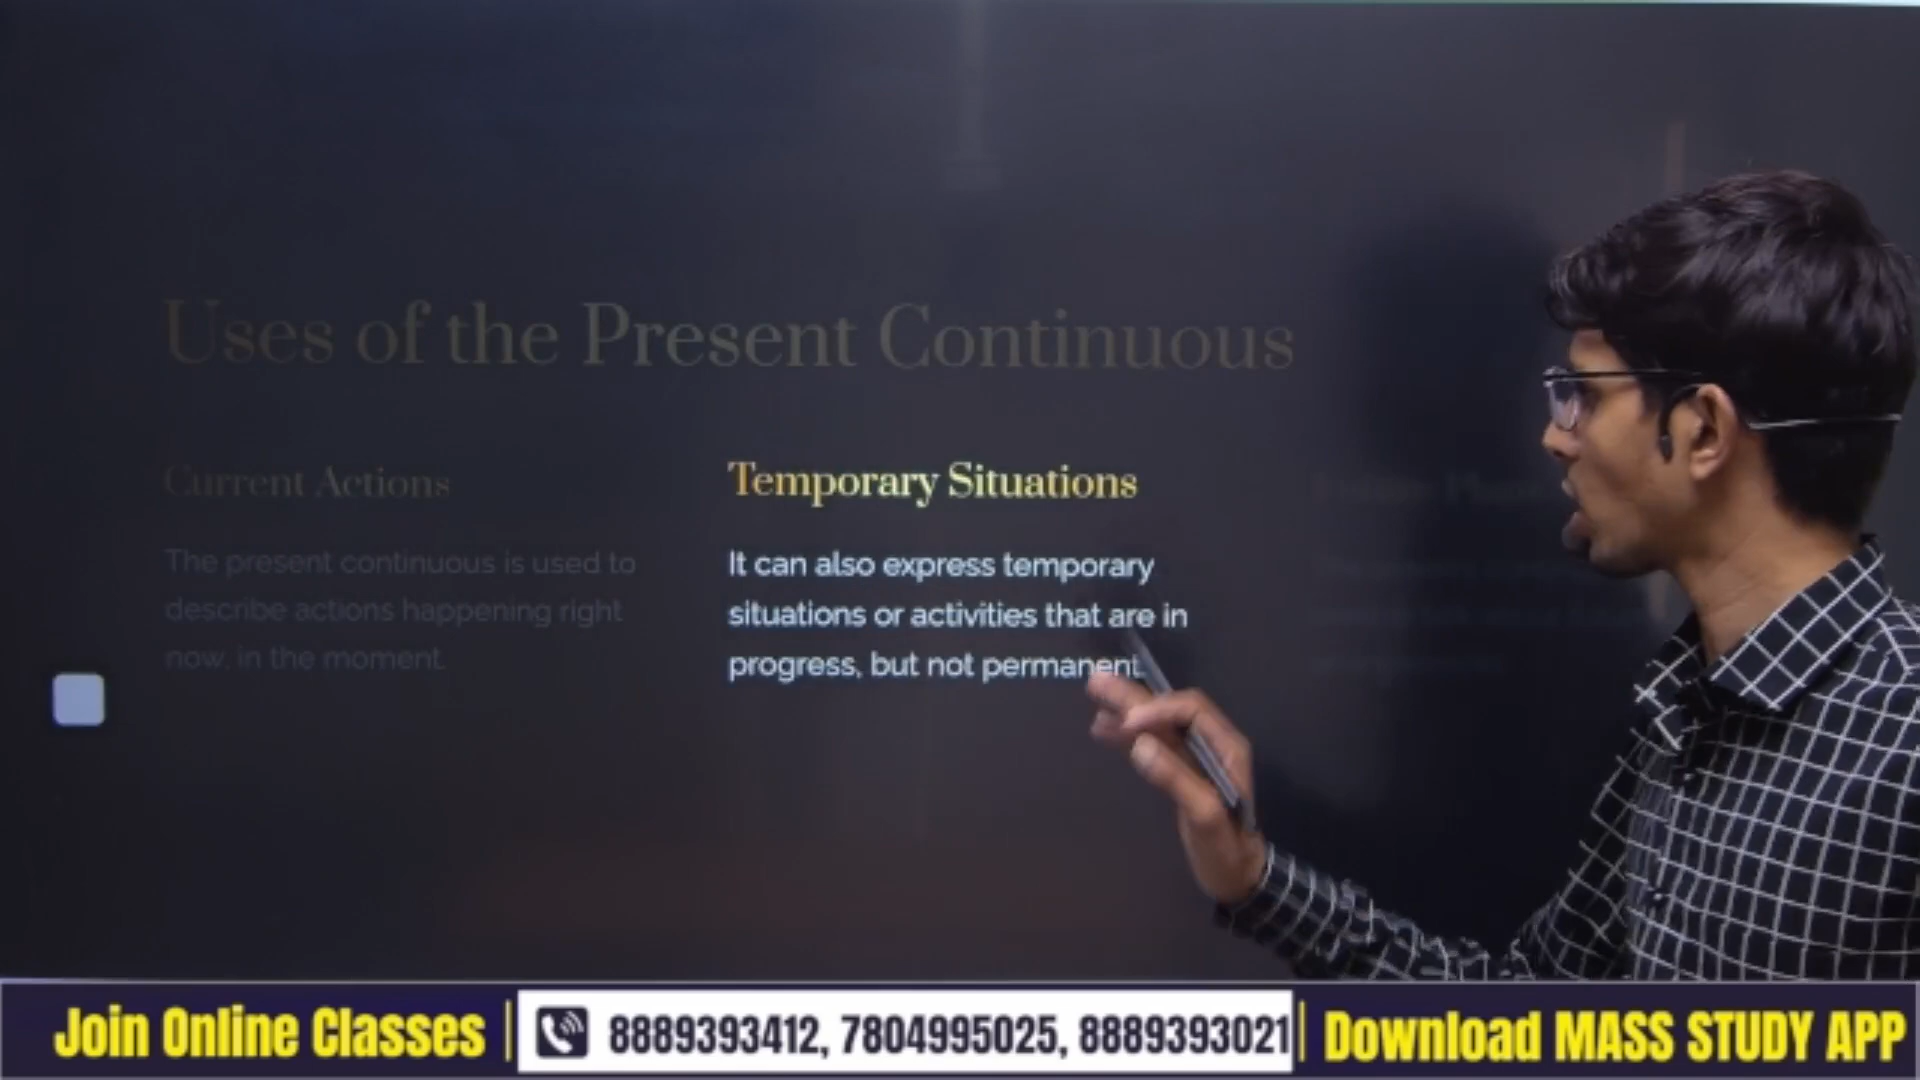 Uses of the Present Continuous
Current Actions
The present continuous is used to
describe actions happening right
now, in the moment.
Temporary Situations
It can also express temporary
situations or activities that are in
progress, but not permanent.
Join Online Classes
8889393412, 7804995025, 8889393021
Download MASS STUDY APP